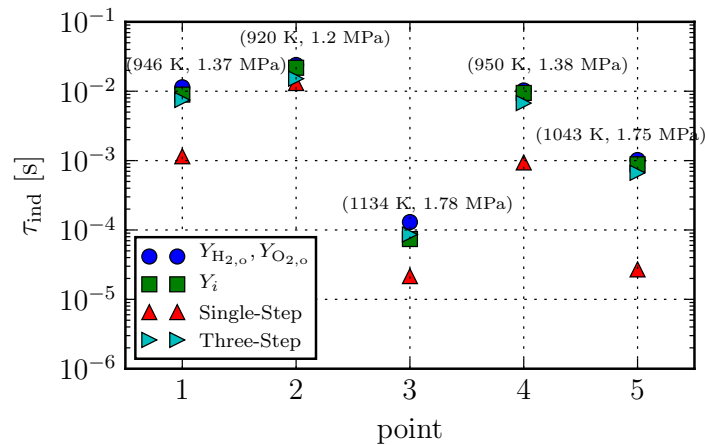 10⁻¹
(920 K, 1.2 MPa)
(946 K, 1.37 MPa)
(950 K, 1.38 MPa)
10⁻²
(1043 K, 1.75 MPa)
10⁻³
τ_ind [s]
(1134 K, 1.78 MPa)
10⁻⁴
Y_H₂,ₒ, Y_O₂,ₒ
Y_i
10⁻⁵
Single-Step
Three-Step
10⁻⁶
1 2 3 4 5
point